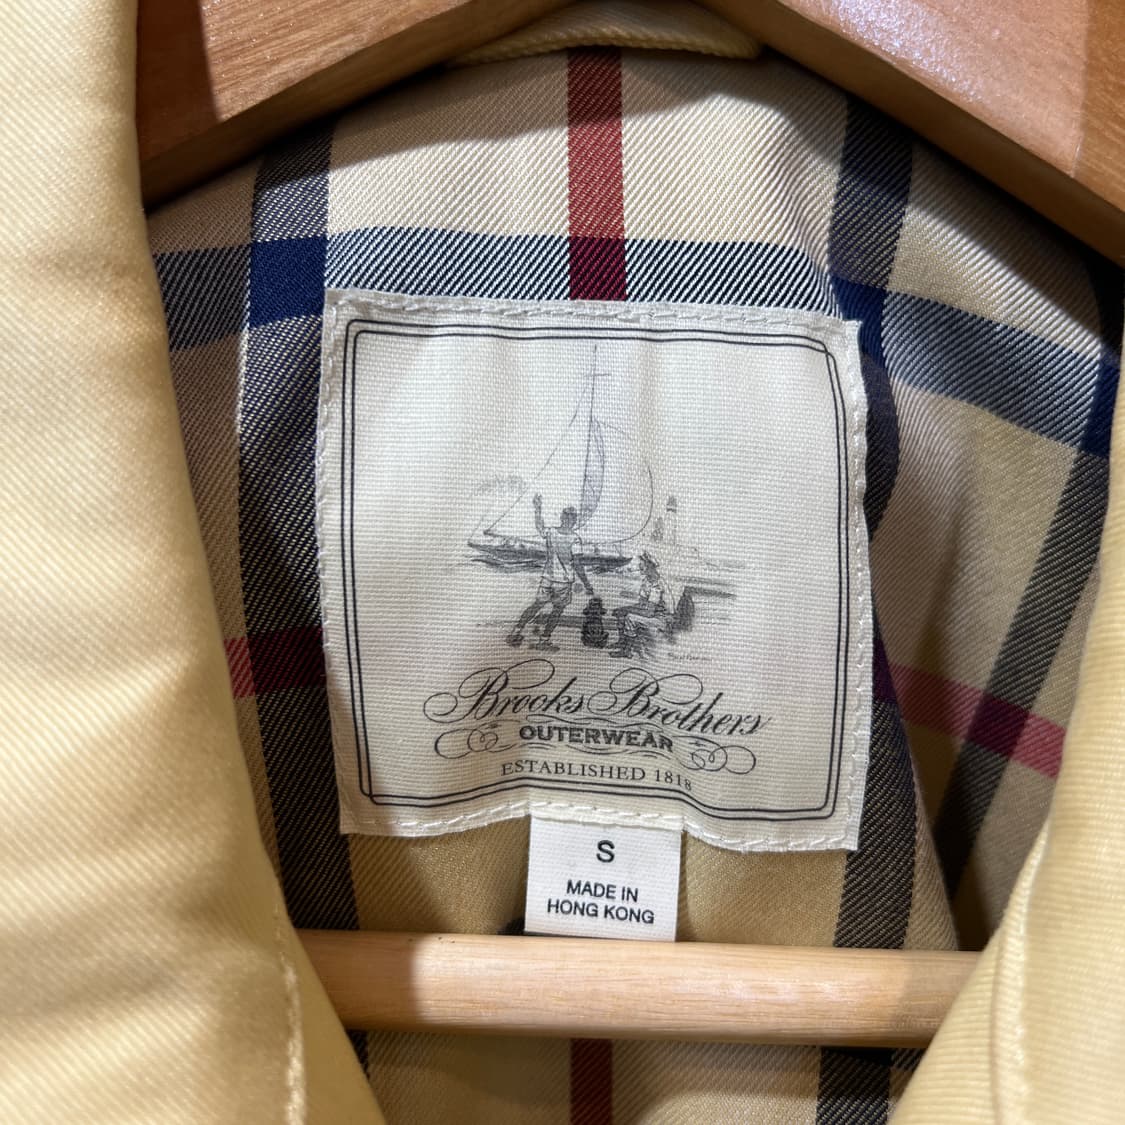 Brooks Brothers
OUTERWEAR
ESTABLISHED 1818
S
MADE IN
HONG KONG